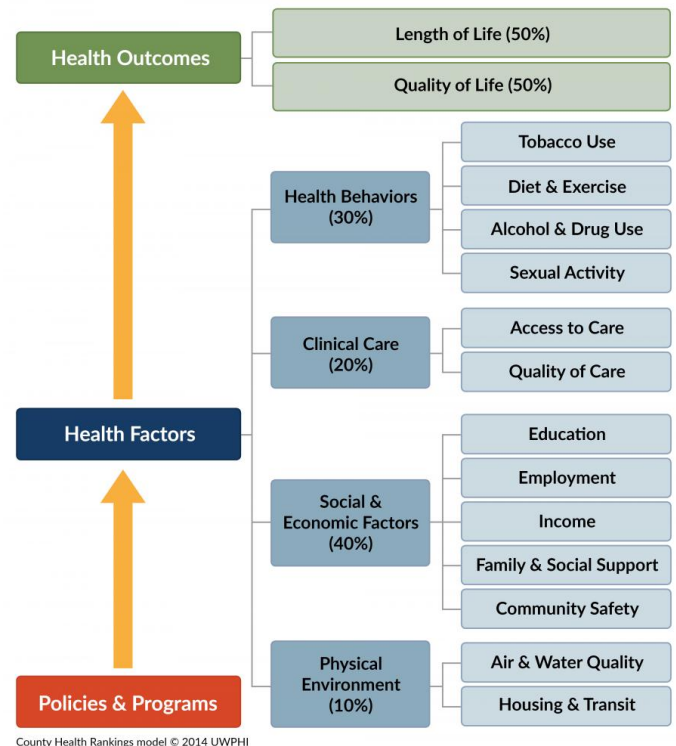 Health Outcomes
Length of Life (50%)
Quality of Life (50%)
Health Behaviors
(30%)
Tobacco Use
Diet & Exercise
Alcohol & Drug Use
Sexual Activity
Clinical Care
(20%)
Access to Care
Quality of Care
Health Factors
Social &
Economic Factors
(40%)
Education
Employment
Income
Family & Social Support
Community Safety
Physical
Environment
(10%)
Air & Water Quality
Housing & Transit
Policies & Programs
County Health Rankings model © 2014 UWPHI